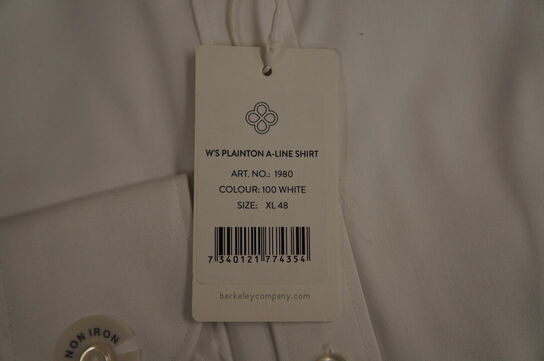 W'S PLAINTON A-LINE SHIRT
ART. NO.: 1980
COLOUR: 100 WHITE
SIZE: XL 48
7 340121 774354
berkeleycompany.com
NON IRON